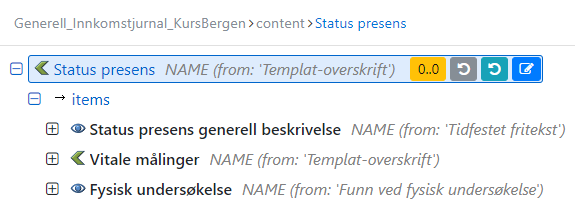 Generell_Innkomstjurnal_KursBergen > content > Status presens
Status presens NAME (from: 'Templat-overskrift') 0..0
→ items
Status presens generell beskrivelse NAME (from: 'Tidfestet fritekst')
Vitale målinger NAME (from: 'Templat-overskrift')
Fysisk undersøkelse NAME (from: 'Funn ved fysisk undersøkelse')